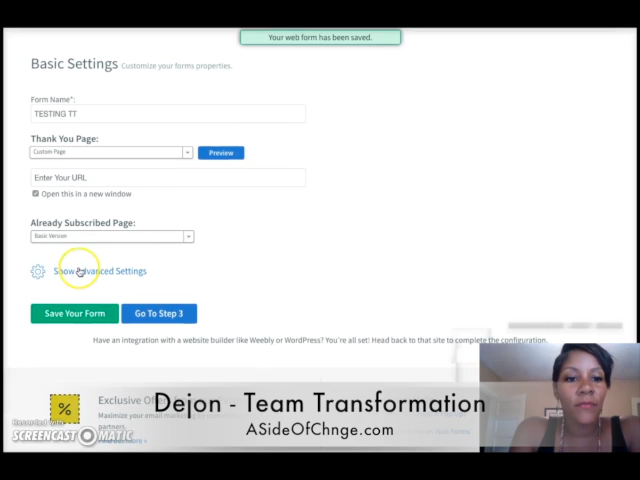 Your web form has been saved.
Basic Settings Customize your forms properties.
Form Name*:
TESTING TT
Thank You Page:
Custom Page
Preview
Enter Your URL
Open this in a new window
Already Subscribed Page:
Basic Version
Show Advanced Settings
Save Your Form
Go To Step 3
Have an integration with a website builder (like Weebly or WordPress? You're all set! Head back to that site to complete the configuration.
Exclusive
Dejon - Team Transformation
Maximize your email
partners.
ASideOfChnge.com
Recorded with
SCREENCAST O MATIC